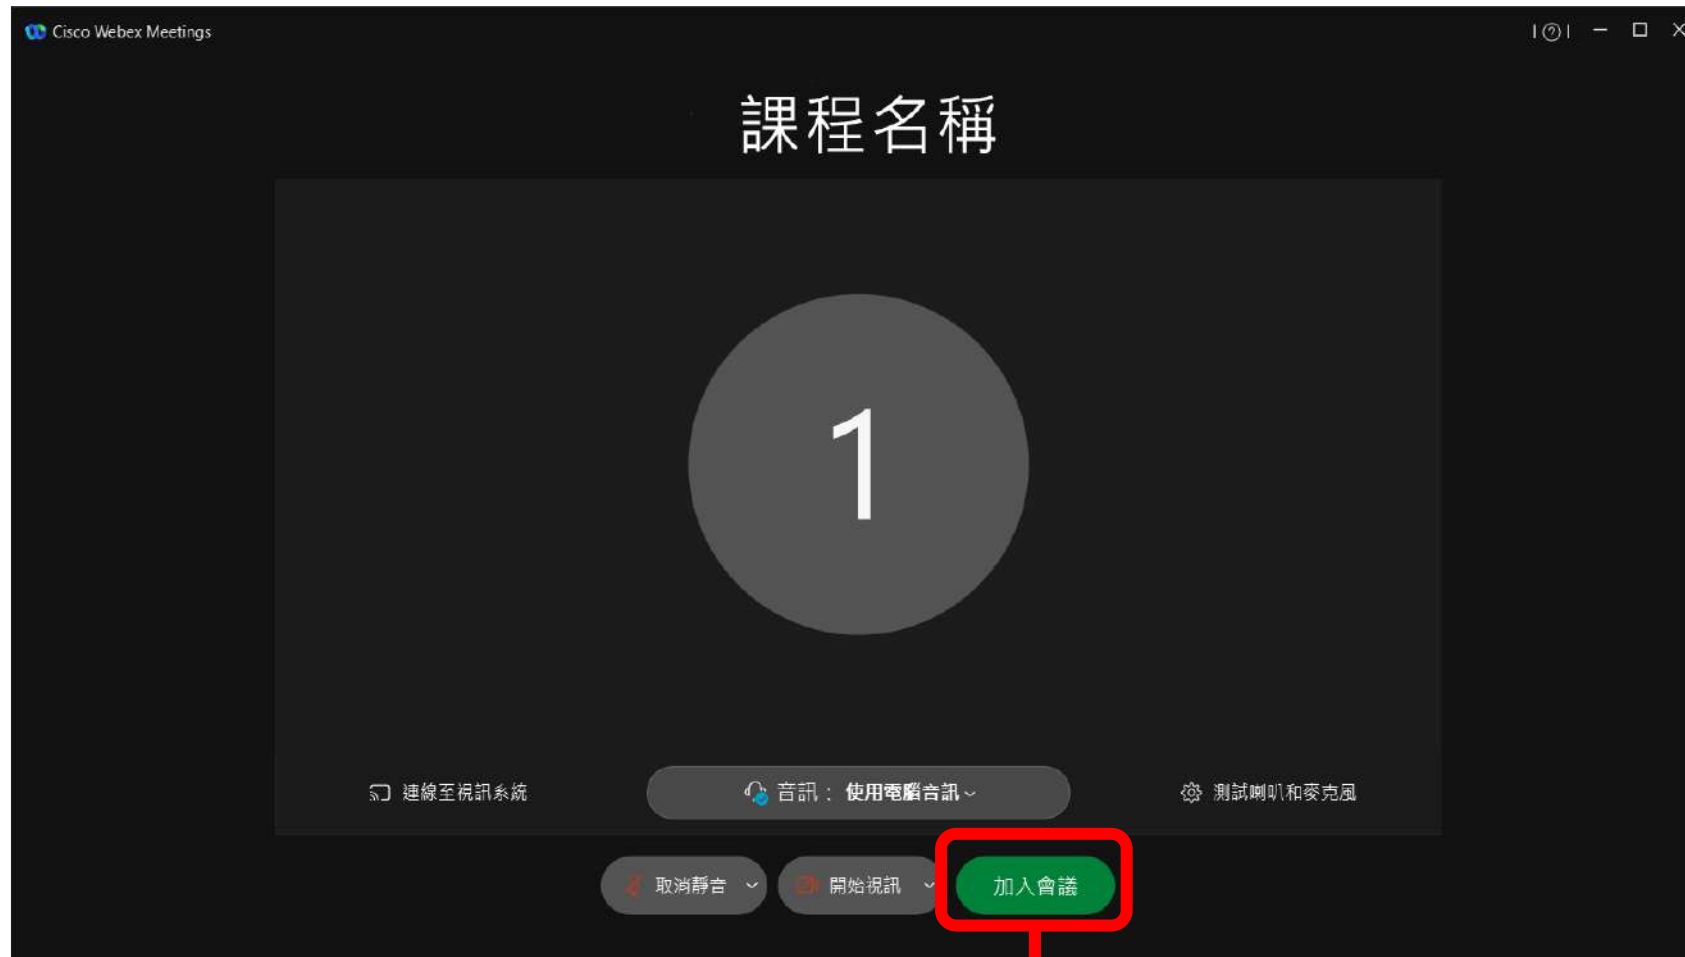 Cisco Webex Meetings
課程名稱
1
連線至視訊系統
音訊： 使用電腦音訊
測試喇叭和麥克風
取消靜音
開始視訊
加入會議